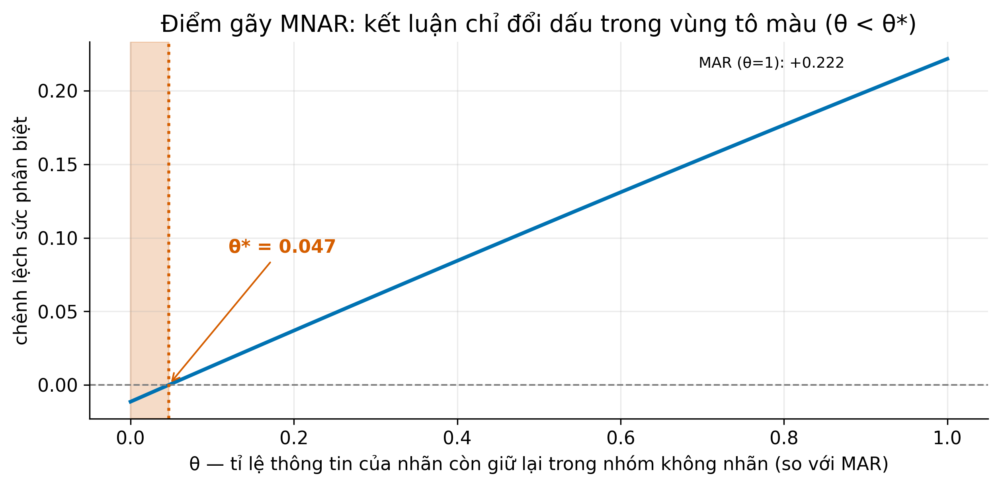 Điểm gãy MNAR: kết luận chỉ đổi dấu trong vùng tô màu (θ < θ*)
MAR (θ=1): +0.222
chênh lệch sức phân biệt
0.20
0.15
0.10
θ* = 0.047
0.05
0.00
0.0
0.2
0.4
0.6
0.8
1.0
θ — tỉ lệ thông tin của nhãn còn giữ lại trong nhóm không nhãn (so với MAR)